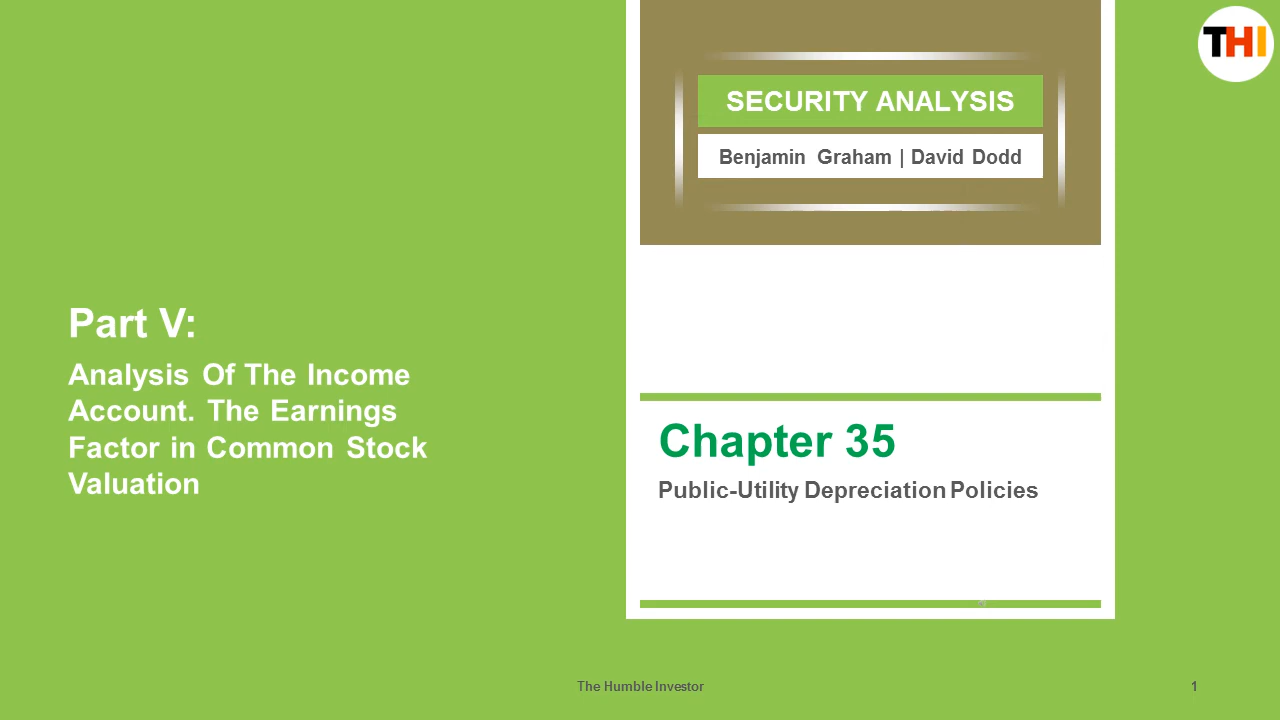 THI
SECURITY ANALYSIS
Benjamin Graham | David Dodd
Part V:
Analysis Of The Income
Account. The Earnings
Factor in Common Stock
Valuation
Chapter 35
Public-Utility Depreciation Policies
The Humble Investor
1